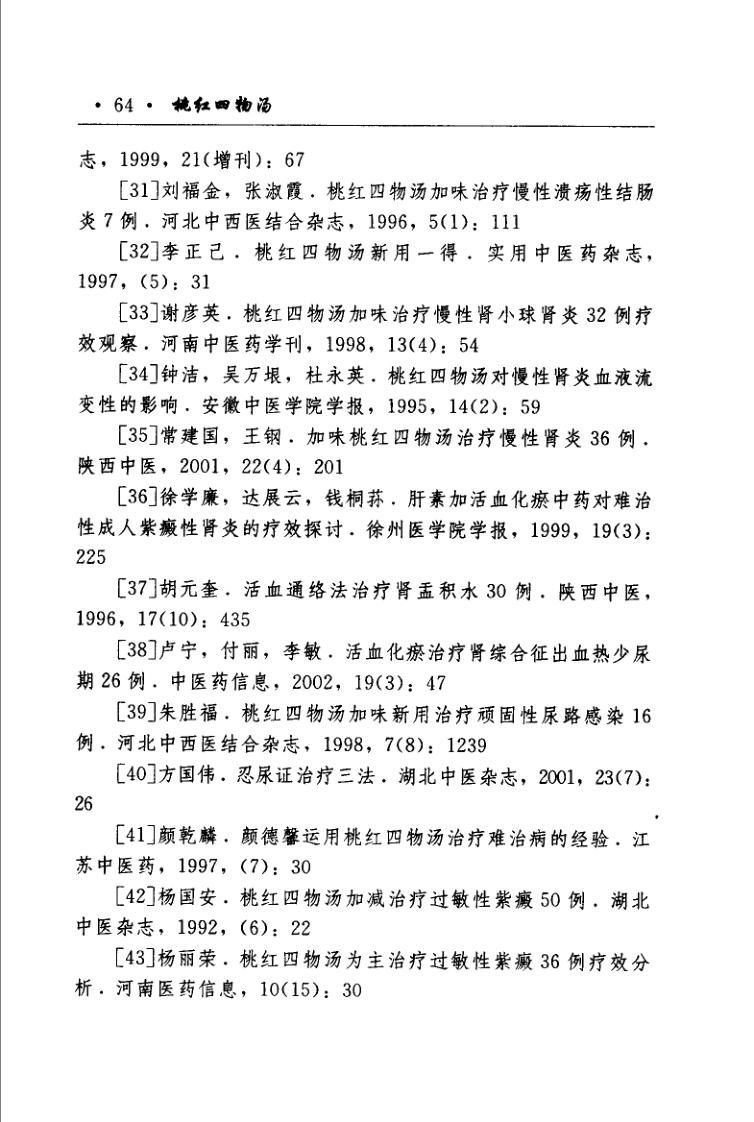 · 64 · 桃红四物汤
志，1999，21(增刊)：67
[31]刘福金，张淑霞．桃红四物汤加味治疗慢性溃疡性结肠
炎7例．河北中西医结合杂志，1996，5(1)：111
[32]李正己．桃红四物汤新用一得．实用中医药杂志，
1997，(5)：31
[33]谢彦英．桃红四物汤加味治疗慢性肾小球肾炎32例疗
效观察．河南中医药学刊，1998，13(4)：54
[34]钟洁，吴万垠，杜永英．桃红四物汤对慢性肾炎血液流
变性的影响．安徽中医学院学报，1995，14(2)：59
[35]常建国，王钢．加味桃红四物汤治疗慢性肾炎36例．
陕西中医，2001，22(4)：201
[36]徐学廉，达展云，钱桐荪．肝素加活血化瘀中药对难治
性成人紫癜性肾炎的疗效探讨．徐州医学院学报，1999，19(3)：
225
[37]胡元奎．活血通络法治疗肾盂积水30例．陕西中医，
1996，17(10)：435
[38]卢宁，付丽，李敏．活血化瘀治疗肾综合征出血热少尿
期26例．中医药信息，2002，19(3)：47
[39]朱胜福．桃红四物汤加味新用治疗顽固性尿路感染16
例．河北中西医结合杂志，1998，7(8)：1239
[40]方国伟．忍尿证治疗三法．湖北中医杂志，2001，23(7)：
26
[41]颜乾麟．颜德馨运用桃红四物汤治疗难治病的经验．江
苏中医药，1997，(7)：30
[42]杨国安．桃红四物汤加减治疗过敏性紫癜50例．湖北
中医杂志，1992，(6)：22
[43]杨丽荣．桃红四物汤为主治疗过敏性紫癜36例疗效分
析．河南医药信息，10(15)：30